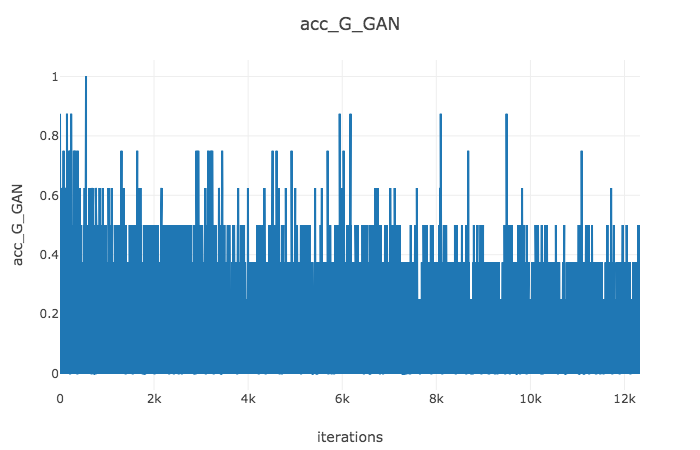 acc_G_GAN
1
0.8
0.6
0.4
0.2
0
acc_G_GAN
0
2k
4k
6k
8k
10k
12k
iterations